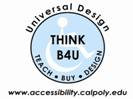 Universal Design
THINK
B4U
TEACH • BUY • DESIGN
www.accessibility.calpoly.edu